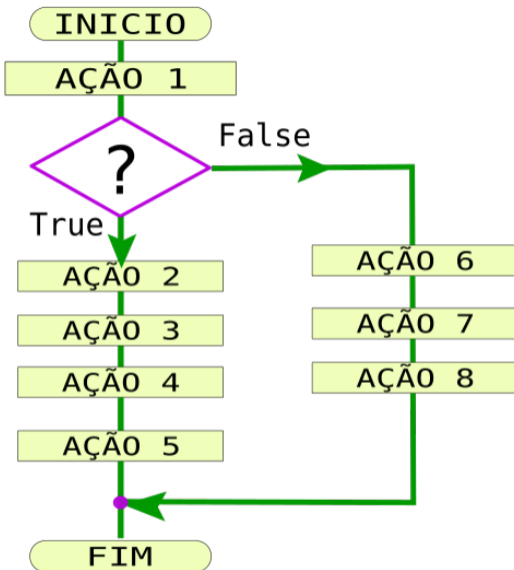 INICIO
AÇÃO 1
?
False
True
AÇÃO 2
AÇÃO 3
AÇÃO 4
AÇÃO 5
AÇÃO 6
AÇÃO 7
AÇÃO 8
FIM